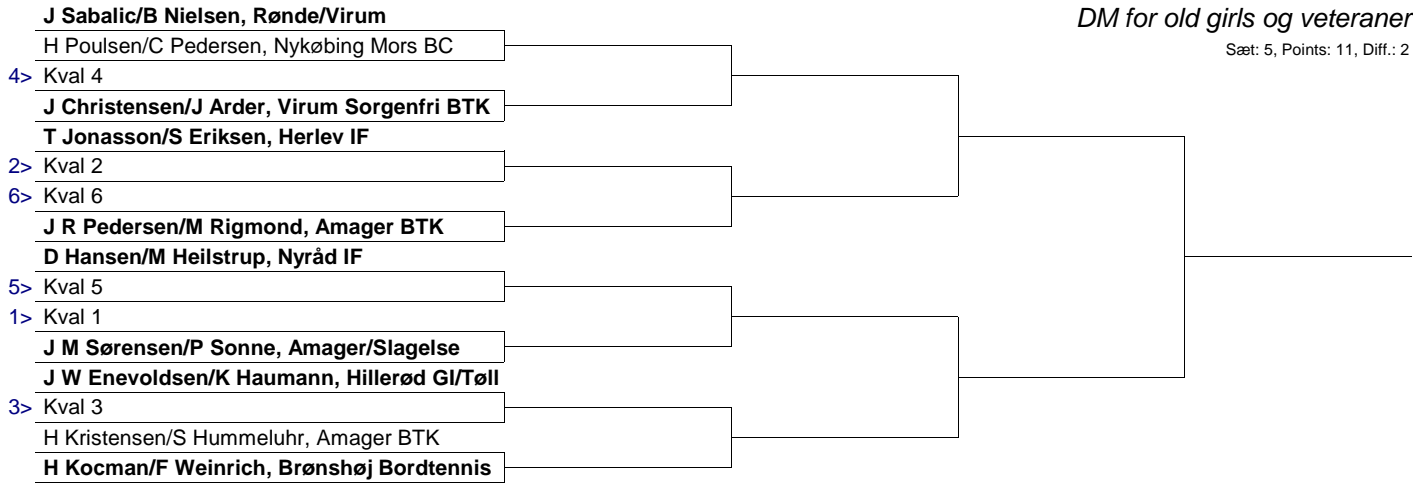 J Sabalic/B Nielsen, Rønde/Virum
DM for old girls og veteraner
H Poulsen/C Pedersen, Nykøbing Mors BC
Sæt: 5, Points: 11, Diff.: 2
4> Kval 4
J Christensen/J Arder, Virum Sorgenfri BTK
T Jonasson/S Eriksen, Herlev IF
2> Kval 2
6> Kval 6
J R Pedersen/M Rigmond, Amager BTK
D Hansen/M Heilstrup, Nyråd IF
5> Kval 5
1> Kval 1
J M Sørensen/P Sonne, Amager/Slagelse
J W Enevoldsen/K Haumann, Hillerød GI/Tøll
3> Kval 3
H Kristensen/S Hummeluhr, Amager BTK
H Kocman/F Weinrich, Brønshøj Bordtennis